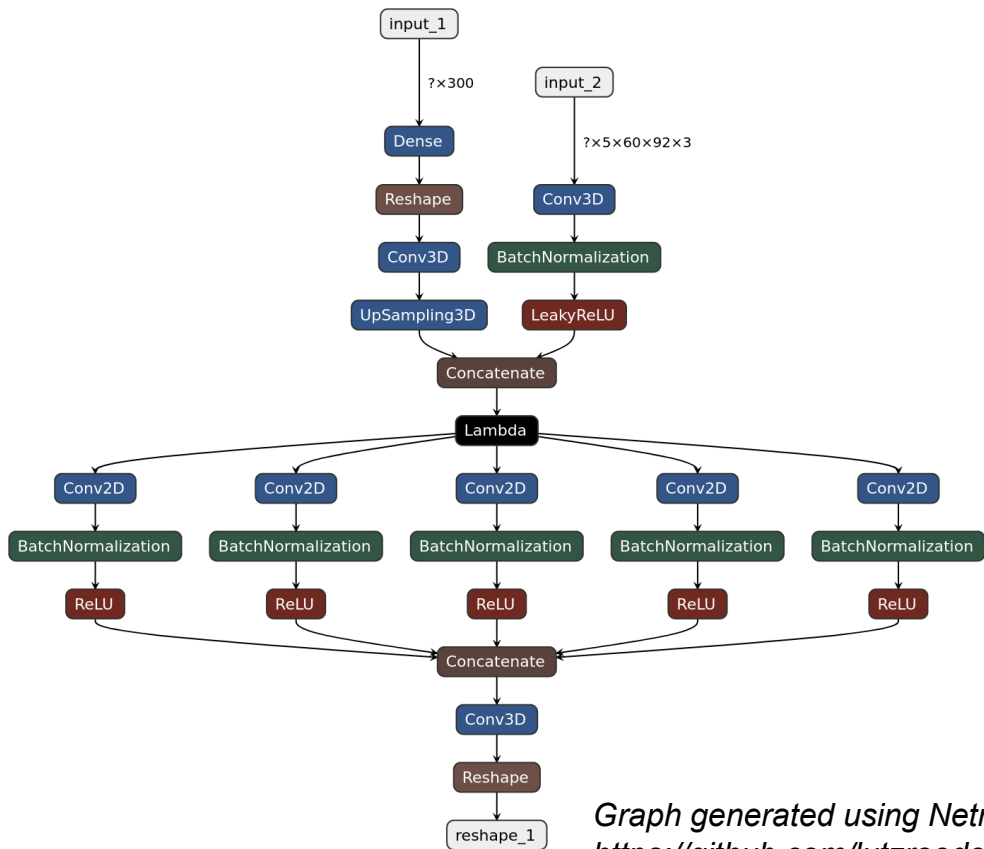 input_1
?×300
input_2
Dense
?×5×60×92×3
Reshape
Conv3D
Conv3D
BatchNormalization
UpSampling3D
LeakyReLU
Concatenate
Lambda
Conv2D Conv2D Conv2D Conv2D Conv2D
BatchNormalization BatchNormalization BatchNormalization BatchNormalization BatchNormalization
ReLU ReLU ReLU ReLU ReLU
Concatenate
Conv3D
Reshape
Graph generated using
reshape_1